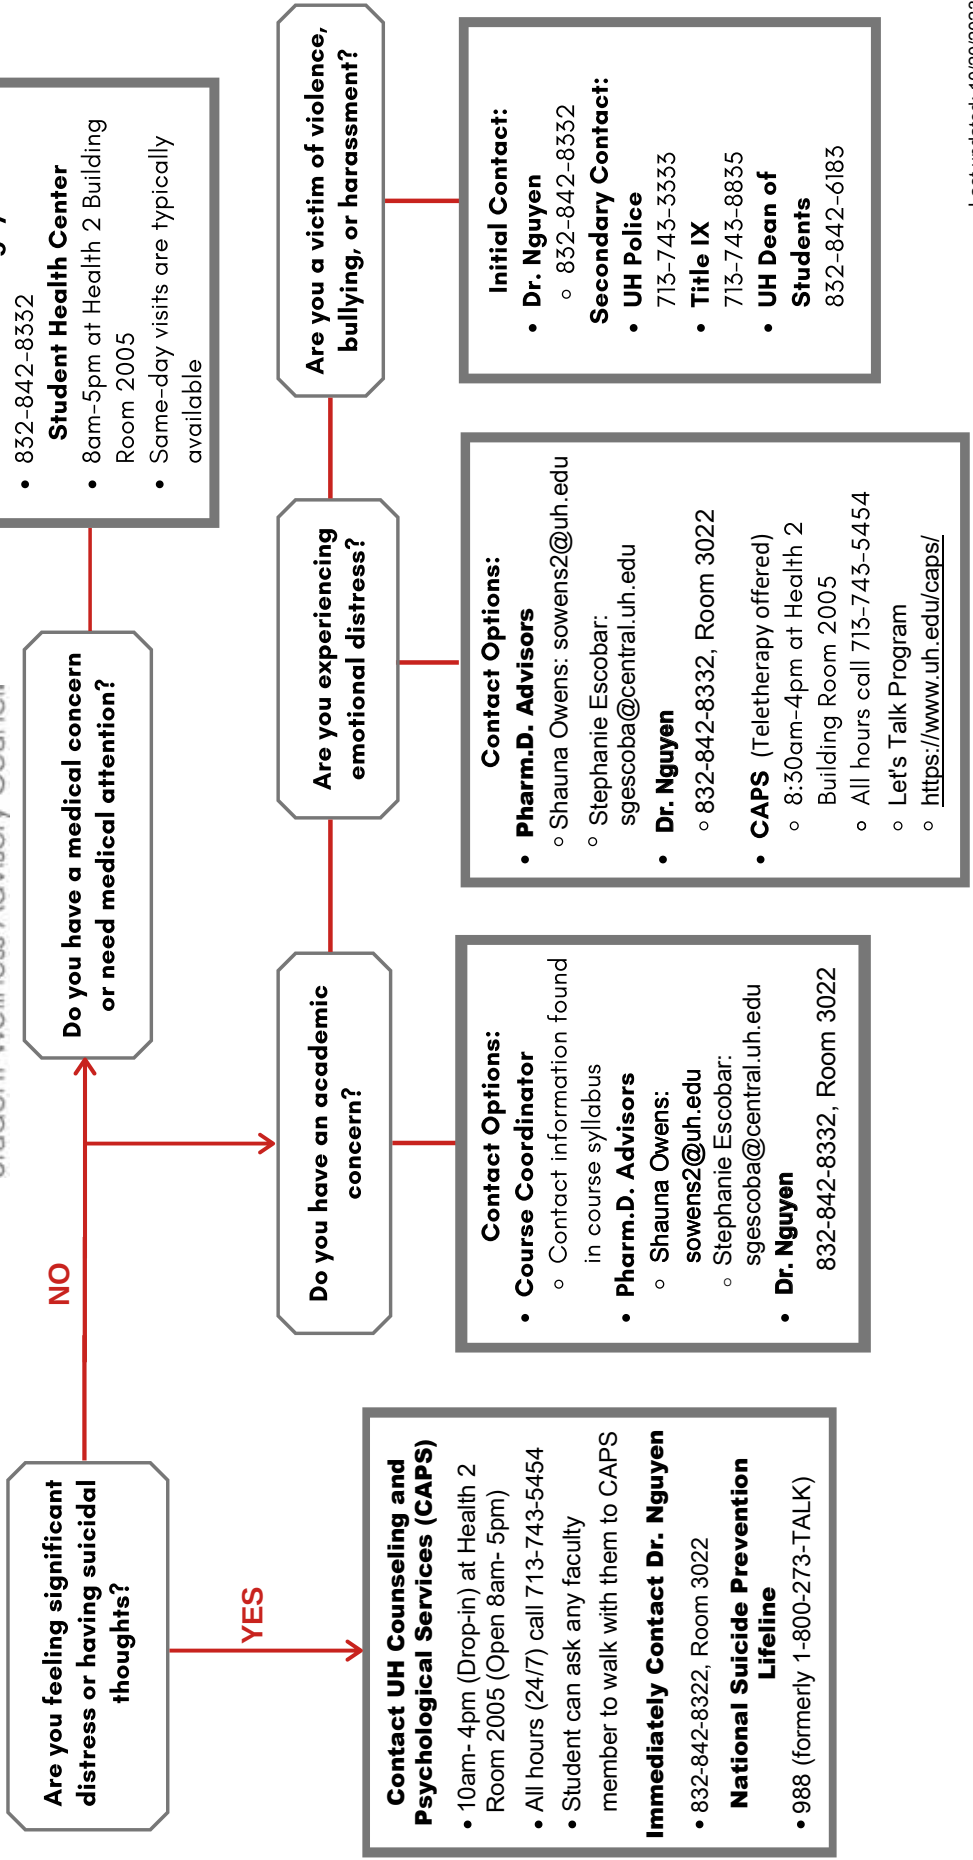 Are you feeling significant
distress or having suicidal
thoughts?
NO
YES
Contact UH Counseling and
Psychological Services (CAPS)
• 10am- 4pm (Drop-in) at Health 2
Room 2005 (Open 8am- 5pm)
• All hours (24/7) call 713-743-5454
• Student can ask any faculty
member to walk with them to CAPS
Immediately Contact Dr. Nguyen
• 832-842-8322, Room 3022
National Suicide Prevention
Lifeline
• 988 (formerly 1-800-273-TALK)
Do you have a medical concern
or need medical attention?
• 832-842-8332
Student Health Center
• 8am-5pm at Health 2 Building
Room 2005
• Same-day visits are typically
available
Do you have an academic
concern?
Contact Options:
• Course Coordinator
○ Contact information found
in course syllabus
• Pharm.D. Advisors
○ Shauna Owens:
sowens2@uh.edu
○ Stephanie Escobar:
sgescoba@central.uh.edu
• Dr. Nguyen
832-842-8332, Room 3022
Are you experiencing
emotional distress?
Contact Options:
• Pharm.D. Advisors
○ Shauna Owens: sowens2@uh.edu
○ Stephanie Escobar:
sgescoba@central.uh.edu
• Dr. Nguyen
○ 832-842-8332, Room 3022
• CAPS (Teletherapy offered)
○ 8:30am-4pm at Health 2
Building Room 2005
○ All hours call 713-743-5454
○ Let's Talk Program
○ https://www.uh.edu/caps/
Are you a victim of violence,
bullying, or harassment?
Initial Contact:
• Dr. Nguyen
○ 832-842-8332
Secondary Contact:
• UH Police
713-743-3333
• Title IX
713-743-8835
• UH Dean of
Students
832-842-6183